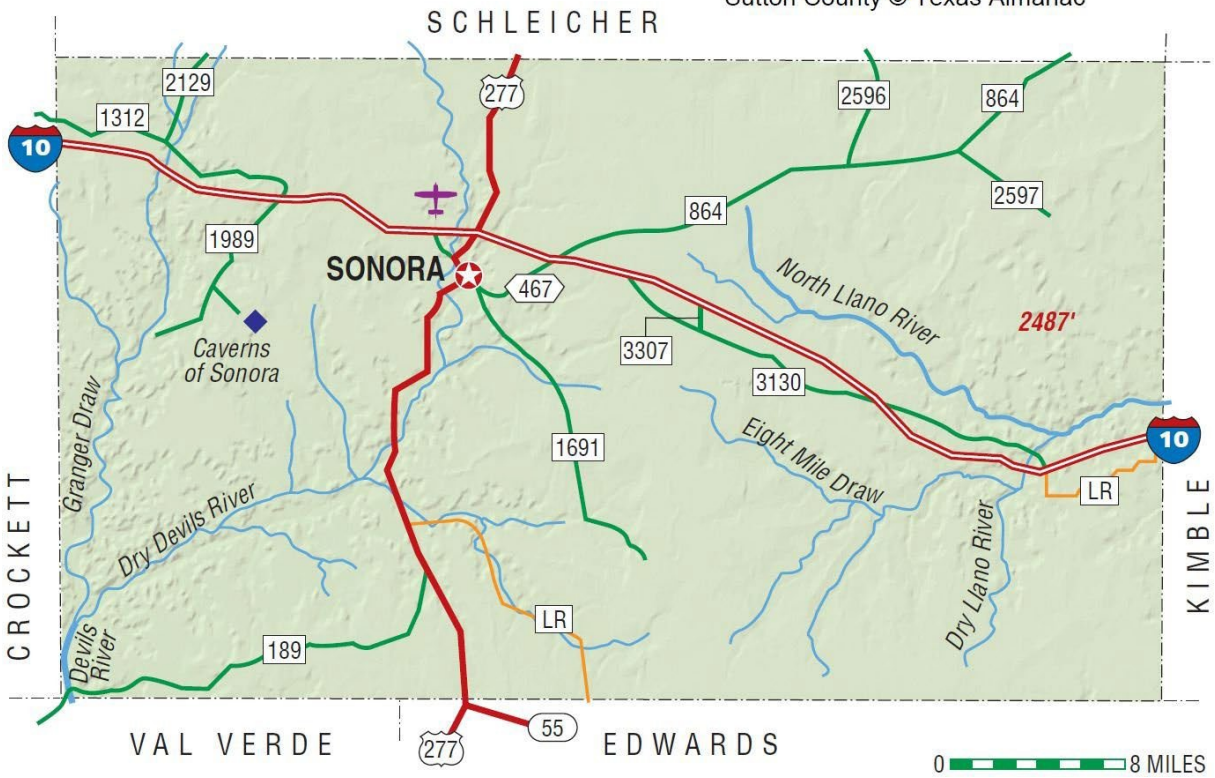 Sutton County © Texas Almanac
SCHLEICHER
2129
277
1312
2596
864
10
2597
864
1989
SONORA
467
North Llano River
2487'
3307
Caverns
of Sonora
3130
Granger Draw
1691
Eight Mile Draw
10
CROCKETT
LR
KIMBLE
Dry Devils River
Dry Llano River
LR
Devils
River
189
55
VAL VERDE
277
EDWARDS
0 8 MILES